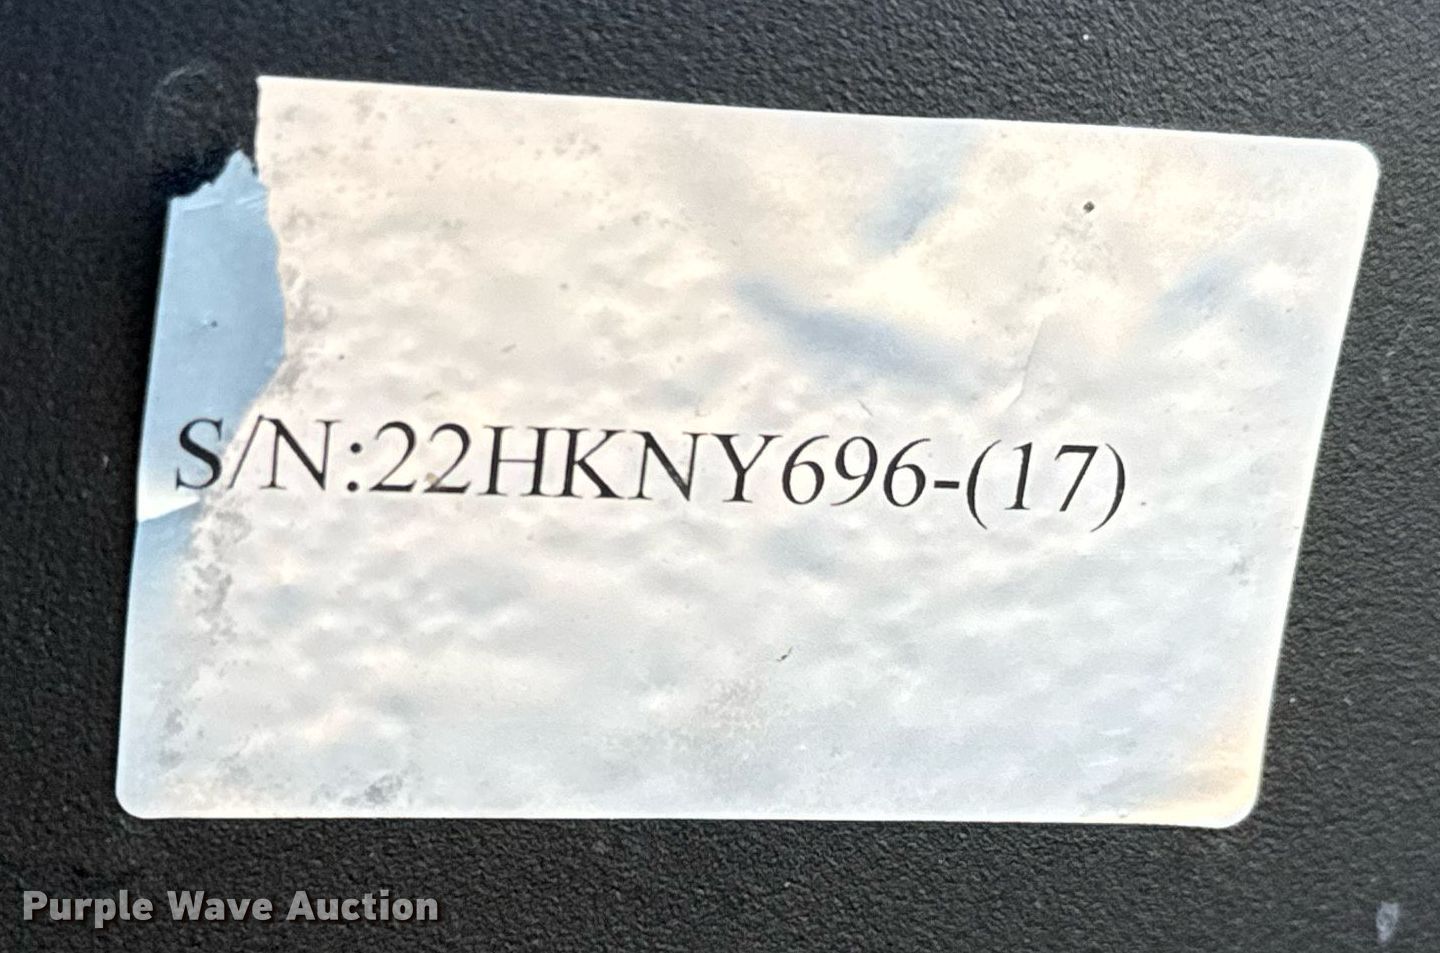 S/N:22HKNY696-(17)
Purple Wave Auction